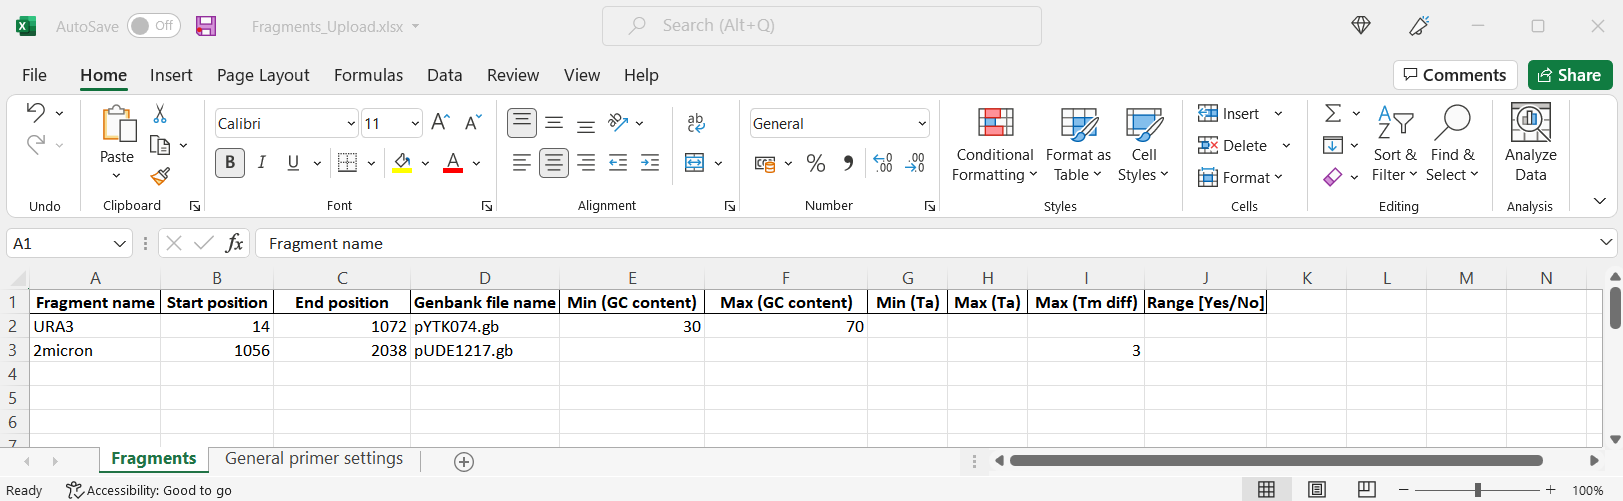 AutoSave Off Fragments_Upload.xlsx Search (Alt+Q)
File Home Insert Page Layout Formulas Data Review View Help Comments Share
Calibri 11 ab c General Insert
Paste B I U A Conditional Formatting Format as Table Cell Styles Delete Sort & Filter Find & Select Analyze Data
Format
Undo Clipboard Font Alignment Number Styles Cells Editing Analysis
A1 fx Fragment name
A B C D E F G H I J K L M N
1 Fragment name Start position End position Genbank file name Min (GC content) Max (GC content) Min (Ta) Max (Ta) Max (Tm diff) Range [Yes/No]
2 URA3 14 1072 pYTK074.gb 30 70
3 2micron 1056 2038 pUDE1217.gb 3
4
5
6
7
Fragments General primer settings
Ready Accessibility: Good to go 100%